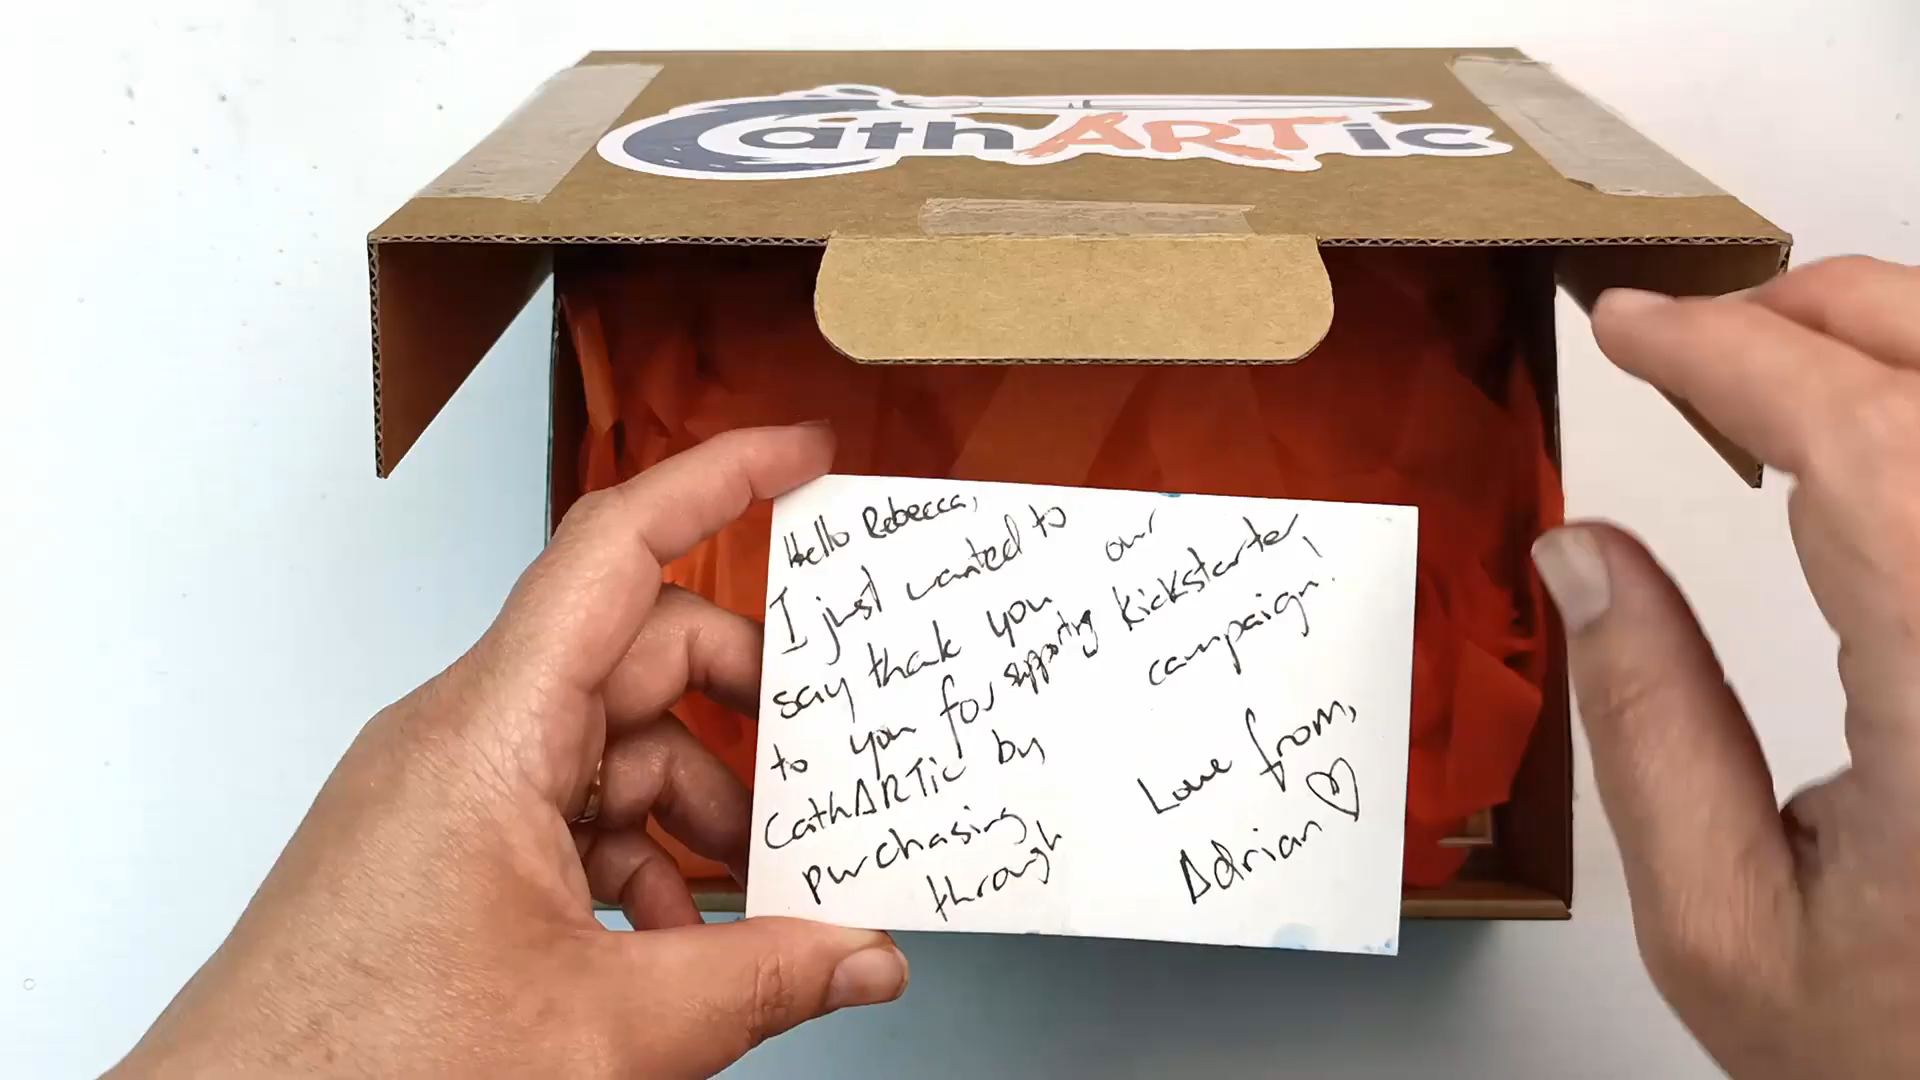 CathARTic
Hello Rebecca,
I just wanted to
say thank you
to you for supporting
CathARTic by
purchasing
through
our
Kickstarter
campaign!
Love from,
Adrian